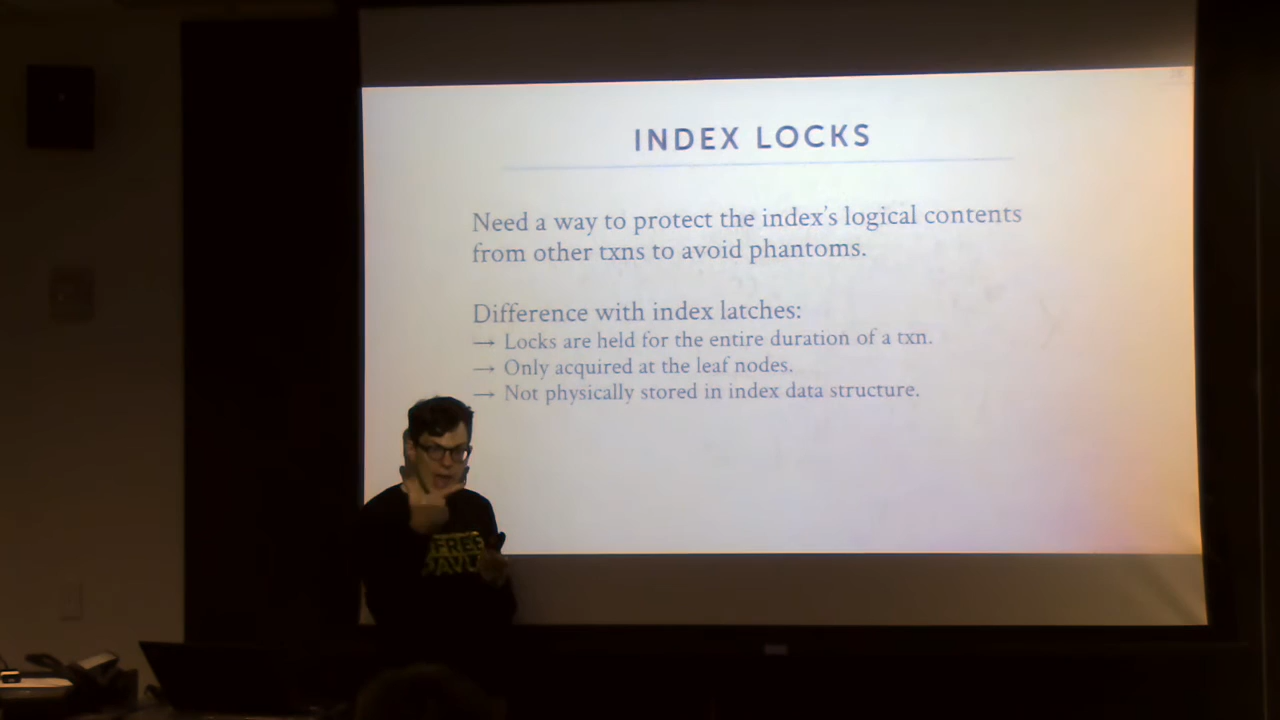 INDEX LOCKS
Need a way to protect the index's logical contents
from other txns to avoid phantoms.
Difference with index latches:
→ Locks are held for the entire duration of a txn.
→ Only acquired at the leaf nodes.
→ Not physically stored in index data structure.